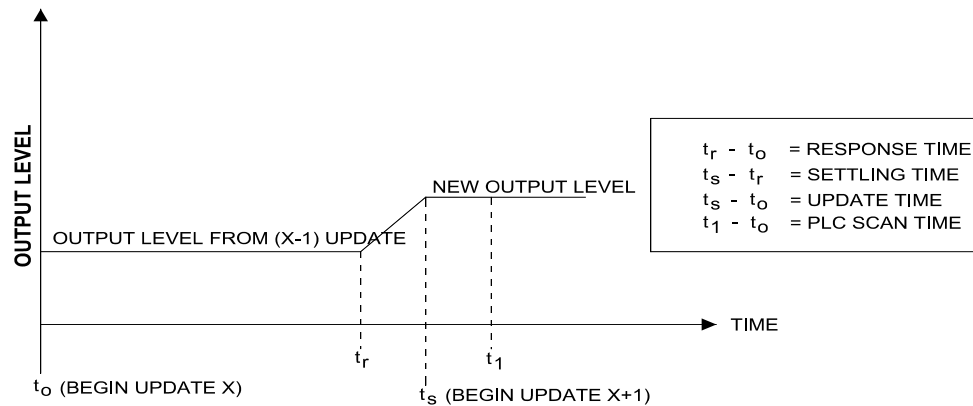 OUTPUT LEVEL
NEW OUTPUT LEVEL
OUTPUT LEVEL FROM (X-1) UPDATE
tr - to = RESPONSE TIME
ts - tr = SETTLING TIME
ts - to = UPDATE TIME
t1 - to = PLC SCAN TIME
TIME
tr
t1
to (BEGIN UPDATE X)
ts (BEGIN UPDATE X+1)